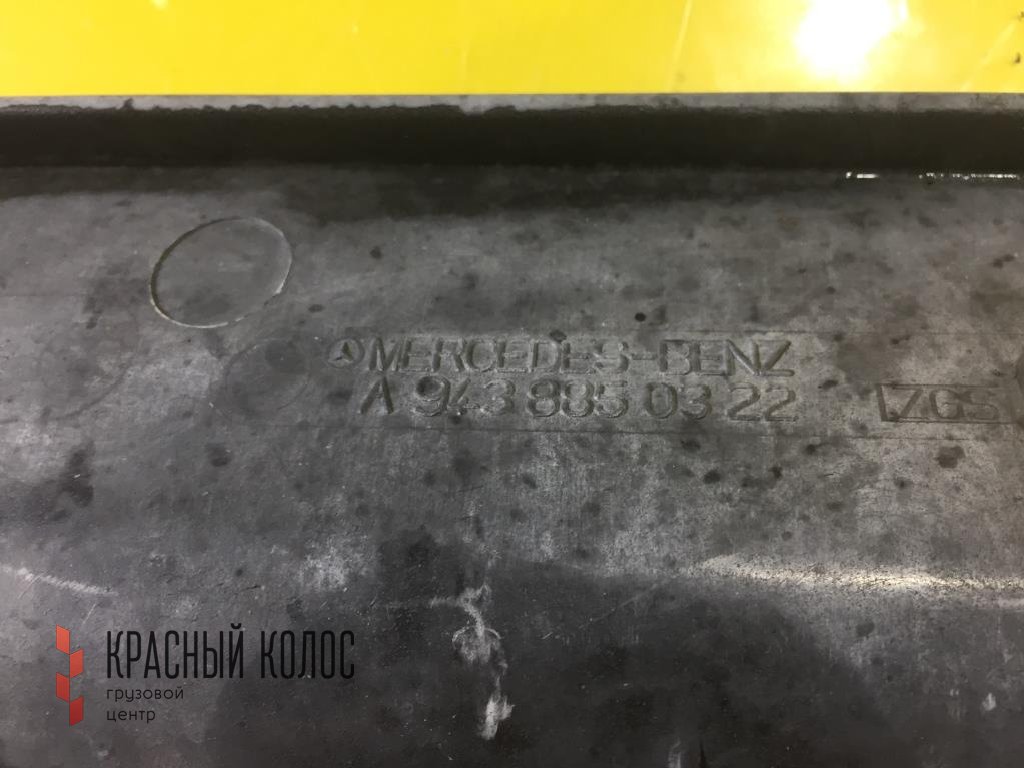 MERCEDES-BENZ
A 943 885 03 22
ZGS
КРАСНЫЙ КОЛОС
грузовой
центр